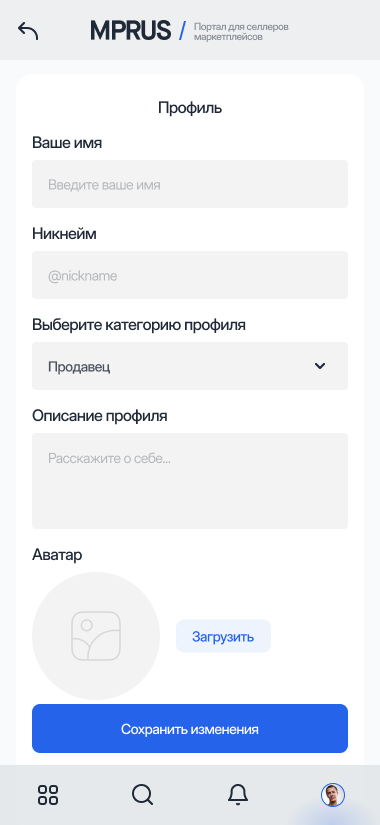 MPRUS / Портал для селлеров
маркетплейсов
Профиль
Ваше имя
Введите ваше имя
Никнейм
@nickname
Выберите категорию профиля
Продавец
Описание профиля
Расскажите о себе...
Аватар
Загрузить
Сохранить изменения